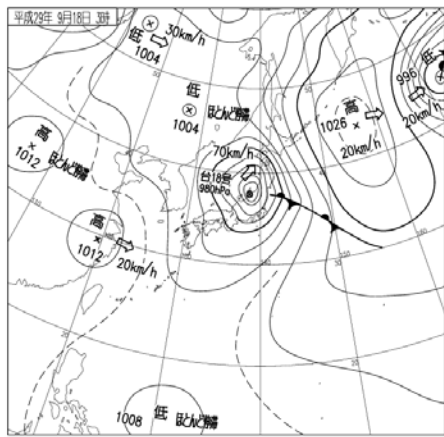 平成29年 9月18日 3時
低
1004
30km/h
低
1004
ほとんど停滞
高
1026
20km/h
996
低
20km/h
高
1012
ほとんど停滞
70km/h
台18号
980hPa
高
1012
20km/h
1008
低
ほとんど停滞